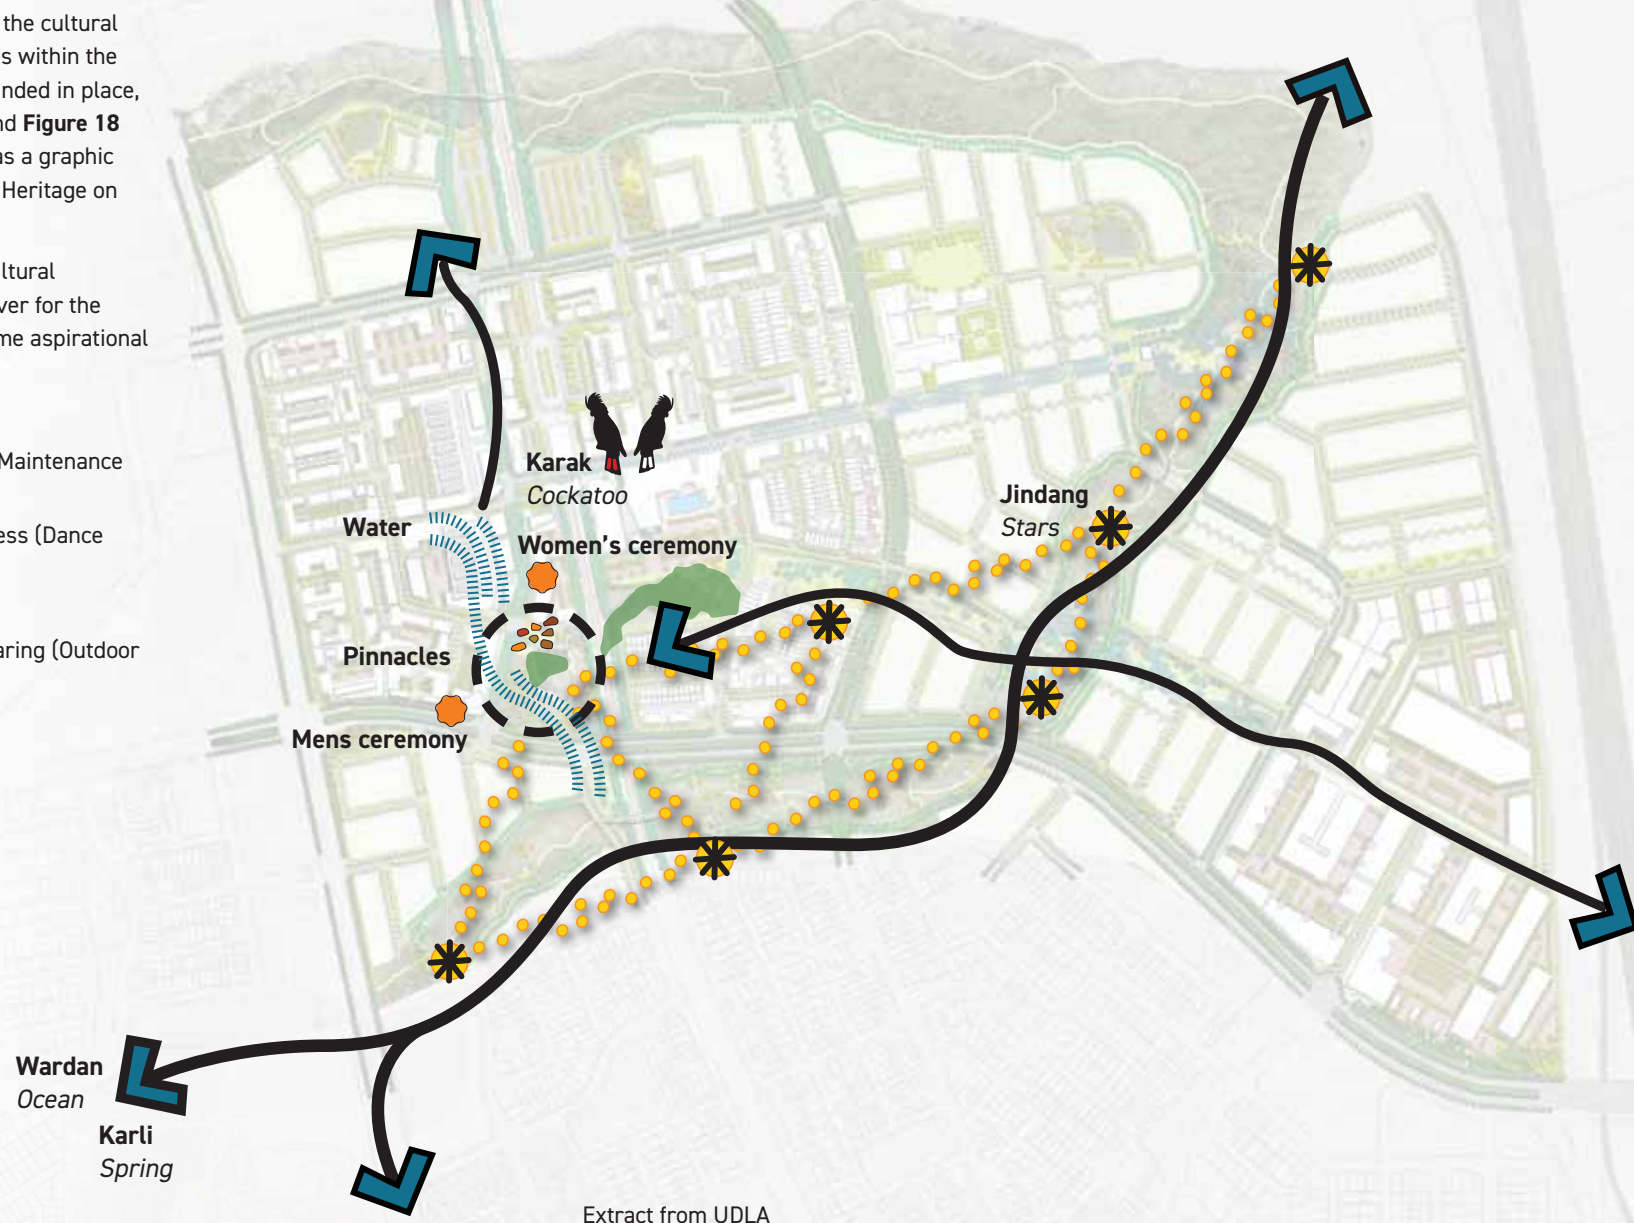 the cultural
s within the
nded in place,
nd Figure 18
as a graphic
Heritage on
ltural
ver for the
me aspirational
Maintenance
ess (Dance
aring (Outdoor
Karak
Cockatoo
Jindang
Stars
Water
Women's ceremony
Pinnacles
Mens ceremony
Wardan
Ocean
Karli
Spring
Extract from UDLA